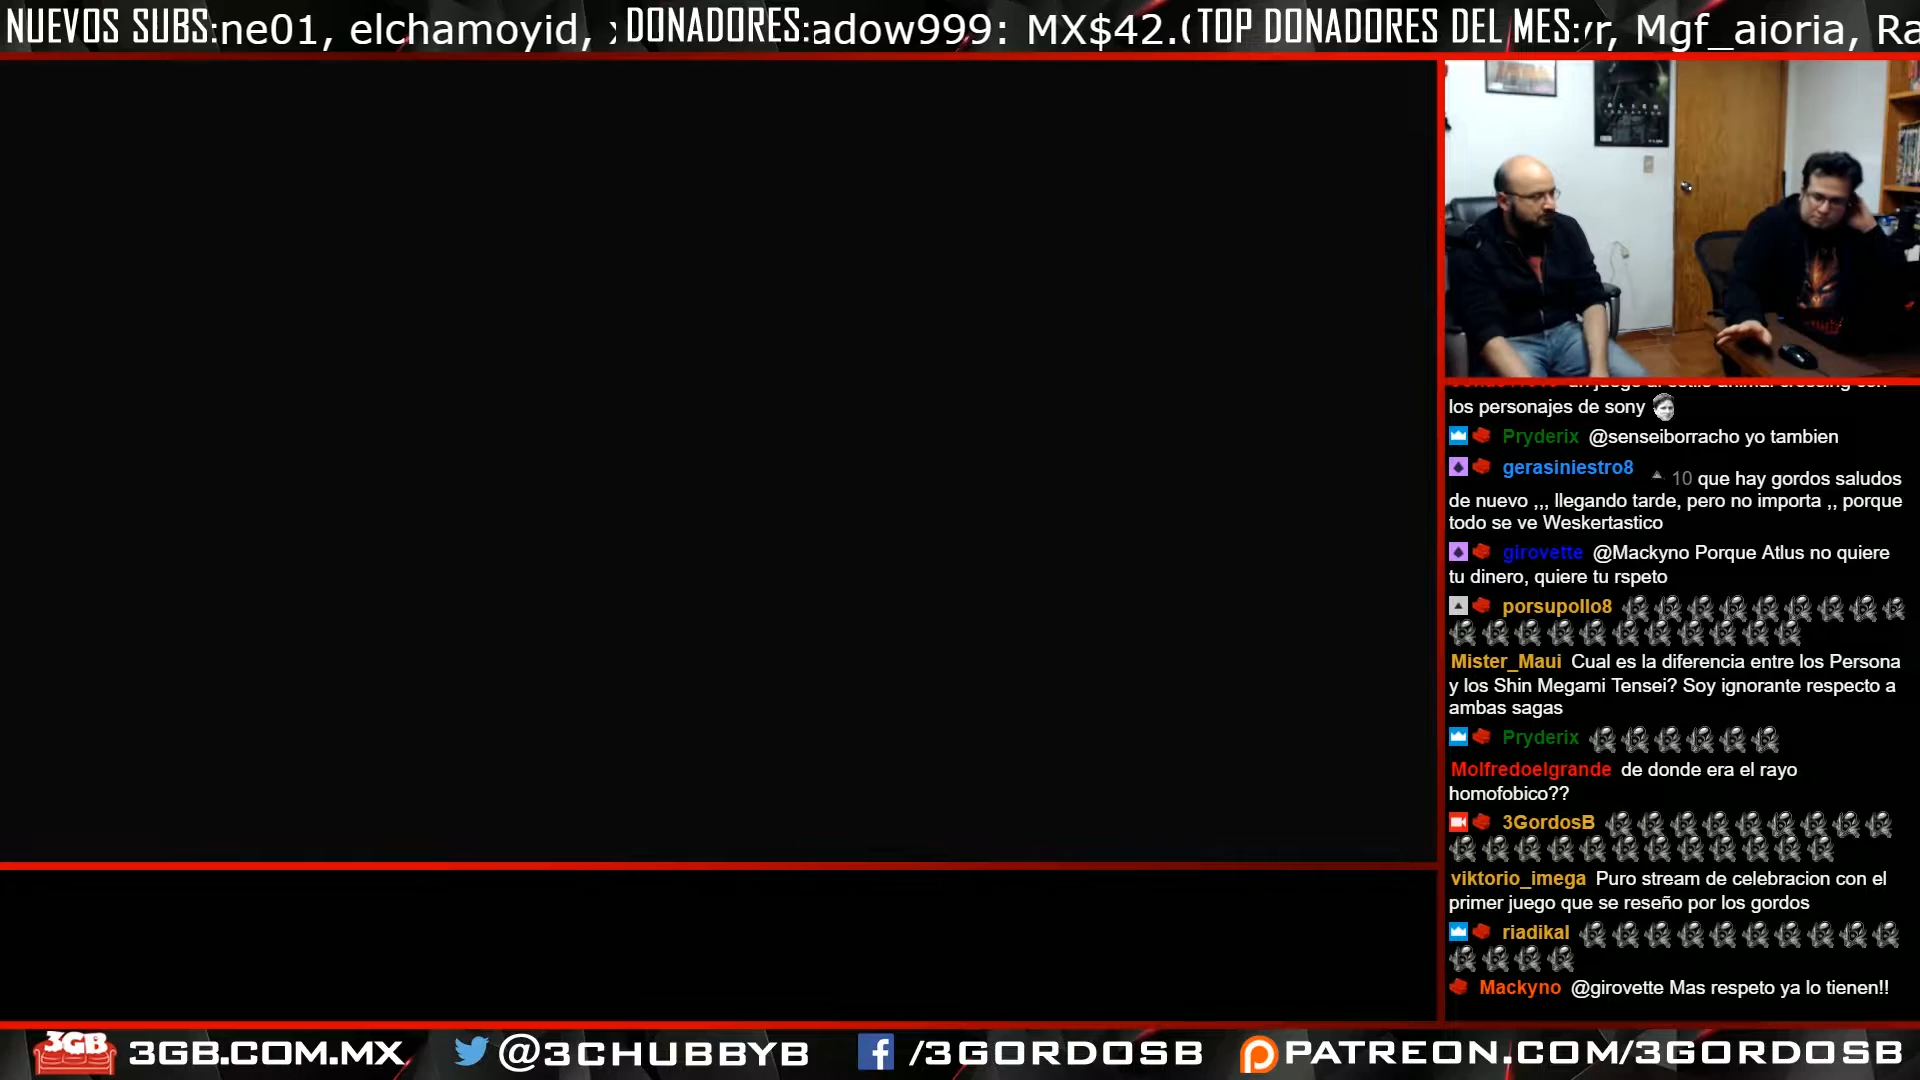 NUEVOS SUBS:ne01, elchamoyid, DONADORES:adow999: MX$42.( TOP DONADORES DEL MES:r, Mgf_aioria, Ra
ALIEN
los personajes de sony
Pryderix @senseiborracho yo tambien
gerasiniestro8 10 que hay gordos saludos
de nuevo ,,, llegando tarde, pero no importa ,, porque
todo se ve Weskertastico
girovette @Mackyno Porque Atlus no quiere
tu dinero, quiere tu rspeto
porsupollo8
Mister_Maui Cual es la diferencia entre los Persona
y los Shin Megami Tensei? Soy ignorante respecto a
ambas sagas
Pryderix
Molfredoelgrande de donde era el rayo
homofobico??
3GordosB
viktorio_imega Puro stream de celebracion con el
primer juego que se reseño por los gordos
riadikal
Mackyno @girovette Mas respeto ya lo tienen!!
3GB 3GB.COM.MX @3CHUBBYB /3GORDOSB PATREON.COM/3GORDOSB